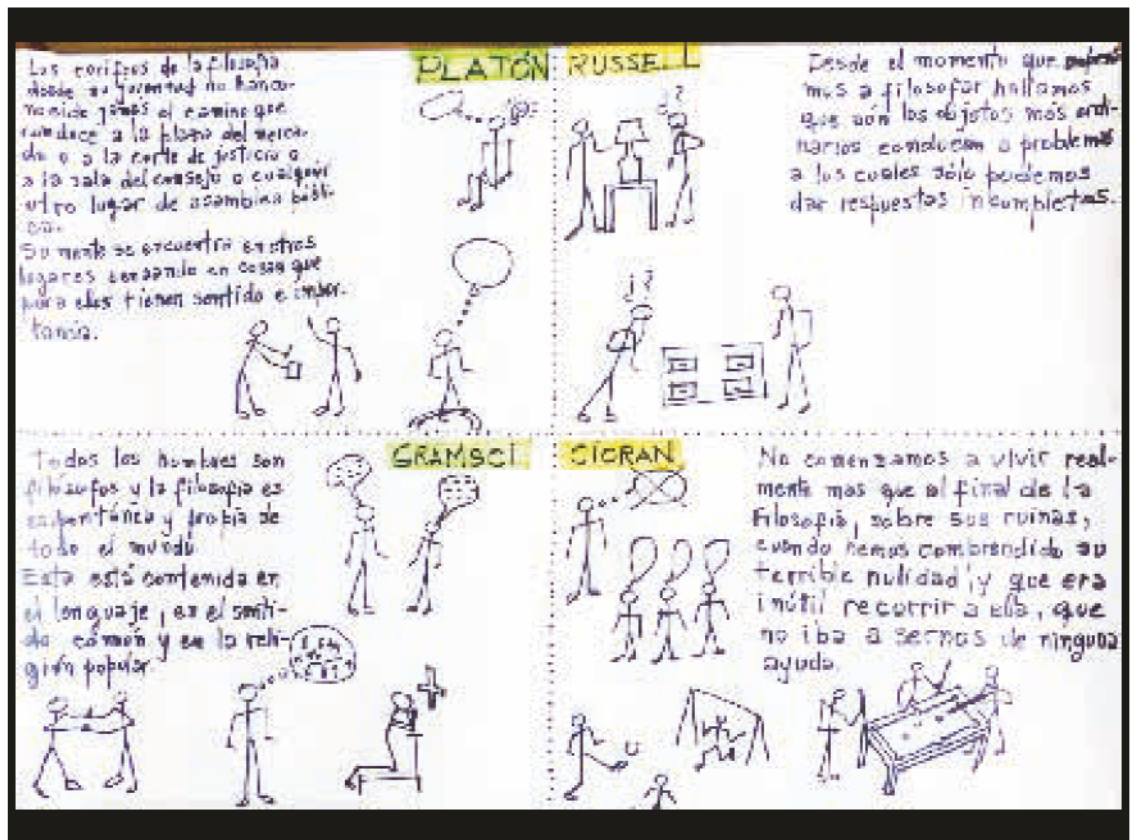 PLATÓN
Los corifeos de la filosofía
desde su juventud no han co-
nocido jamás el camino que
conduce a la plaza del merca-
do o a la corte de justicia o
a la sala del consejo o cualquier
otro lugar de asamblea públi-
ca.
Su mente se encuentra en otros
lugares pensando en cosas que
para ellos tienen sentido e impor-
tancia.
RUSSELL
Desde el momento que
mos a filosofar hallamos
que aún los objetos más ordi-
narios conducen a problemas
a los cuales sólo podemos
dar respuestas incompletas.
¿?
¿?
GRAMSCI
Todos los hombres son
filósofos y la filosofía es
espontánea y propia de
todo el mundo
Esta está contenida en
el lenguaje, en el senti-
do común y en la reli-
gión popular.
CIORAN
No comenzamos a vivir real-
mente mas que al final de la
Filosofía, sobre sus ruinas,
cuando hemos comprendido su
terrible nulidad, y que era
inútil recurrir a ella, que
no iba a sernos de ninguna
ayuda.